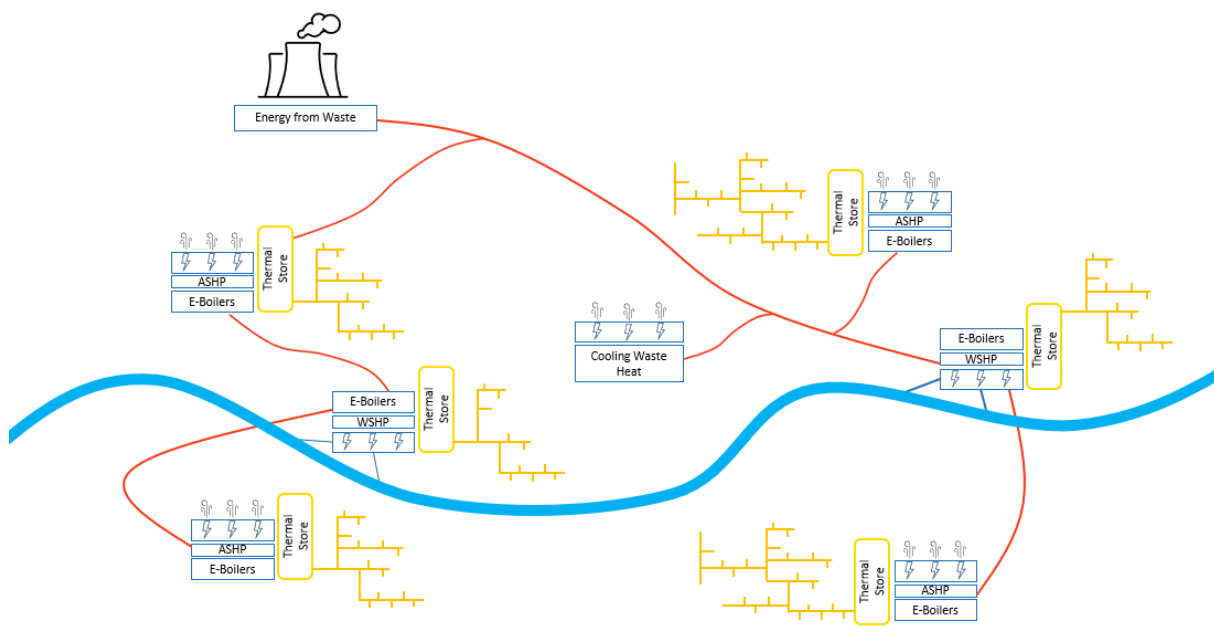 Energy from Waste
Thermal
Store
ASHP
E-Boilers
ASHP
E-Boilers
Thermal
Store
Cooling Waste
Heat
E-Boilers
WSHP
Thermal
Store
E-Boilers
WSHP
Thermal
Store
ASHP
E-Boilers
Thermal
Store
Thermal
Store
ASHP
E-Boilers